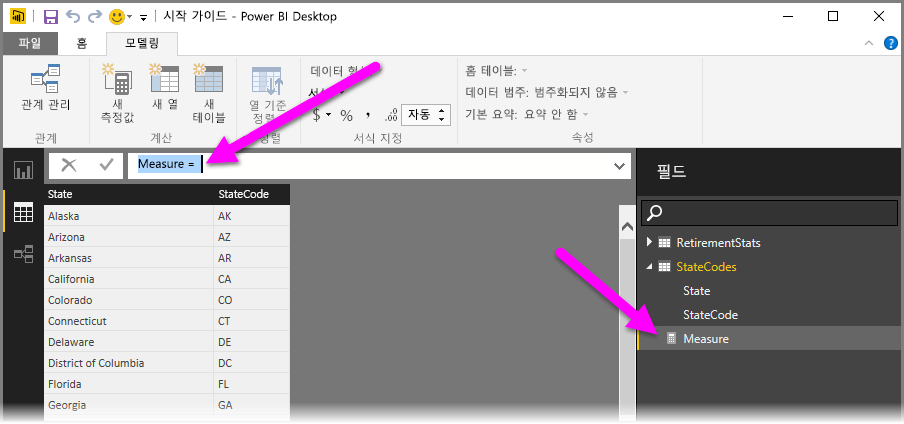 시작 가이드 - Power BI Desktop
파일 홈 모델링
관계 관리
새 측정값
새 열
새 테이블
열 기준 정렬
데이터
서식
$ % , .00 자동
홈 테이블:
데이터 범주: 범주화되지 않음
기본 요약: 요약 안 함
관계 계산 정렬 서식 지정 속성
Measure =
필드
State StateCode
Alaska AK
Arizona AZ
Arkansas AR
California CA
Colorado CO
Connecticut CT
Delaware DE
District of Columbia DC
Florida FL
Georgia GA
RetirementStats
StateCodes
State
StateCode
Measure